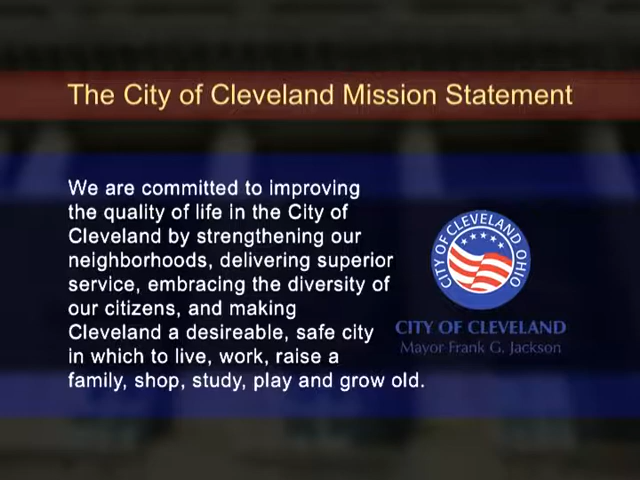 The City of Cleveland Mission Statement
We are committed to improving
the quality of life in the City of
Cleveland by strengthening our
neighborhoods, delivering superior
service, embracing the diversity of
our citizens, and making
Cleveland a desireable, safe city
in which to live, work, raise a
family, shop, study, play and grow old.
CITY OF CLEVELAND OHIO
CITY OF CLEVELAND
Mayor Frank G. Jackson